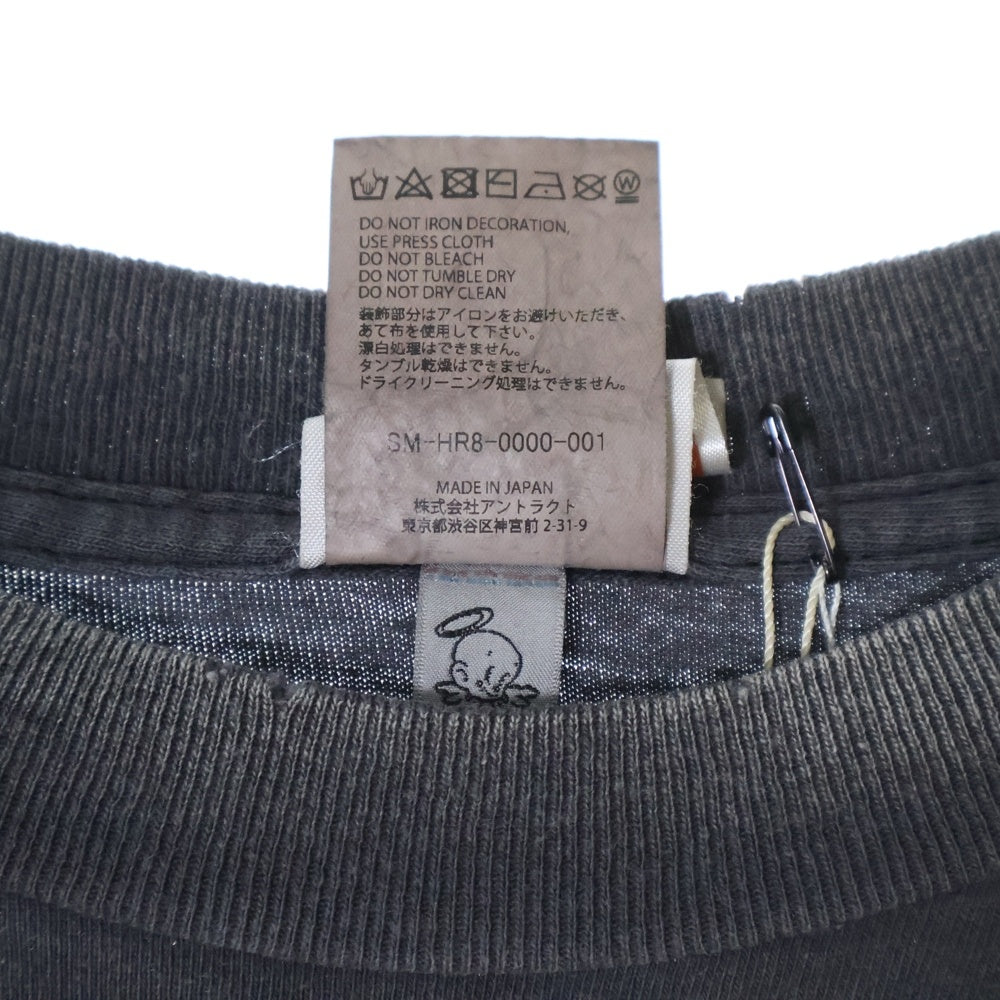 W
DO NOT IRON DECORATION,
USE PRESS CLOTH
DO NOT BLEACH
DO NOT TUMBLE DRY
DO NOT DRY CLEAN
装飾部分はアイロンをお避けいただき、
あて布を使用して下さい。
漂白処理はできません。
タンブル乾燥はできません。
ドライクリーニング処理はできません。
SM-HR8-0000-001
MADE IN JAPAN
株式会社アントラクト
東京都渋谷区神宮前 2-31-9